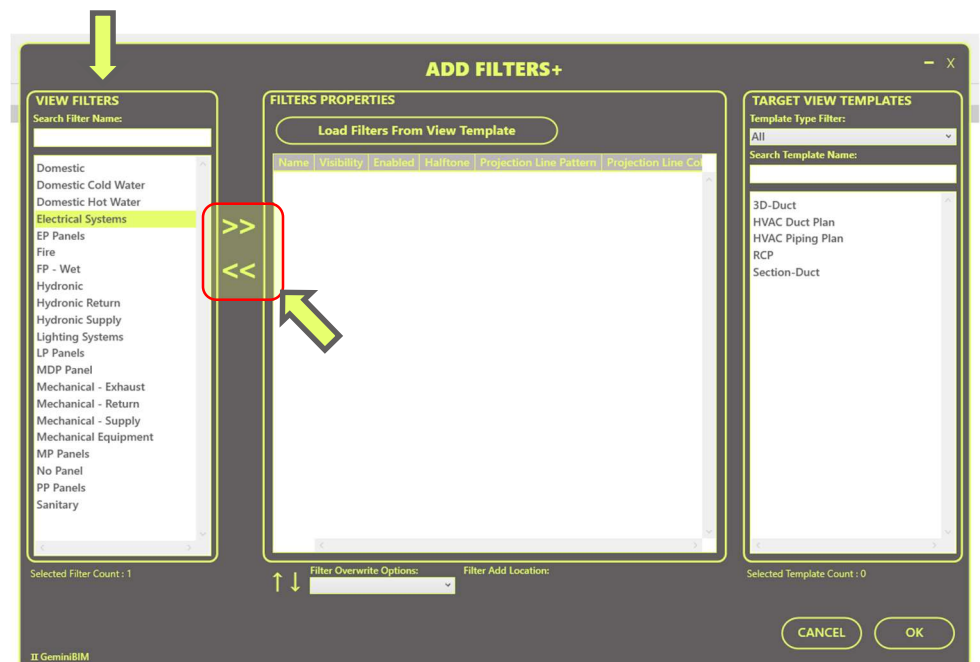 ADD FILTERS+
- X
VIEW FILTERS
Search Filter Name:
Domestic
Domestic Cold Water
Domestic Hot Water
Electrical Systems
EP Panels
Fire
FP - Wet
Hydronic
Hydronic Return
Hydronic Supply
Lighting Systems
LP Panels
MDP Panel
Mechanical - Exhaust
Mechanical - Return
Mechanical - Supply
Mechanical Equipment
MP Panels
No Panel
PP Panels
Sanitary
Selected Filter Count : 1
>>
<<
FILTERS PROPERTIES
Load Filters From View Template
Name Visibility Enabled Halftone Projection Line Pattern Projection Line Col
Filter Overwrite Options:
Filter Add Location:
TARGET VIEW TEMPLATES
Template Type Filter:
All
Search Template Name:
3D-Duct
HVAC Duct Plan
HVAC Piping Plan
RCP
Section-Duct
Selected Template Count : 0
CANCEL
OK
GeminiBIM